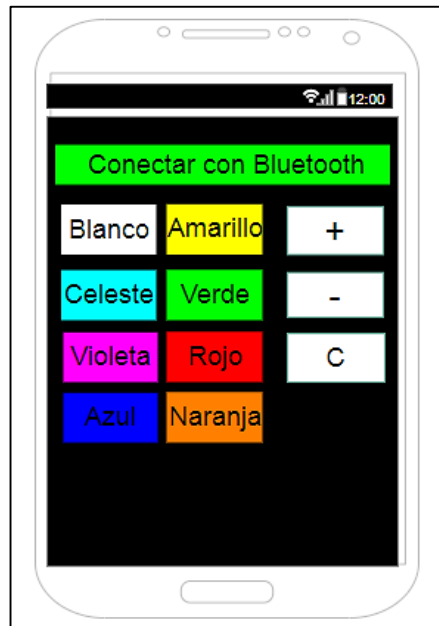 12:00
Conectar con Bluetooth
Blanco Amarillo +
Celeste Verde -
Violeta Rojo C
Azul Naranja